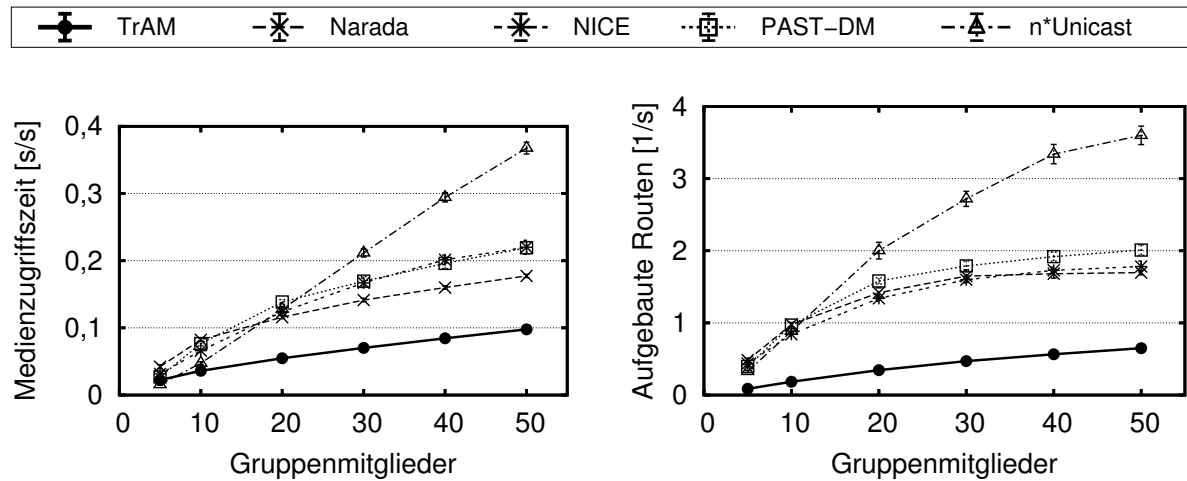 TrAM Narada NICE PAST−DM n*Unicast
Medienzugriffszeit [s/s]
0,4
0,3
0,2
0,1
0
0 10 20 30 40 50
Gruppenmitglieder
Aufgebaute Routen [1/s]
4
3
2
1
0
0 10 20 30 40 50
Gruppenmitglieder